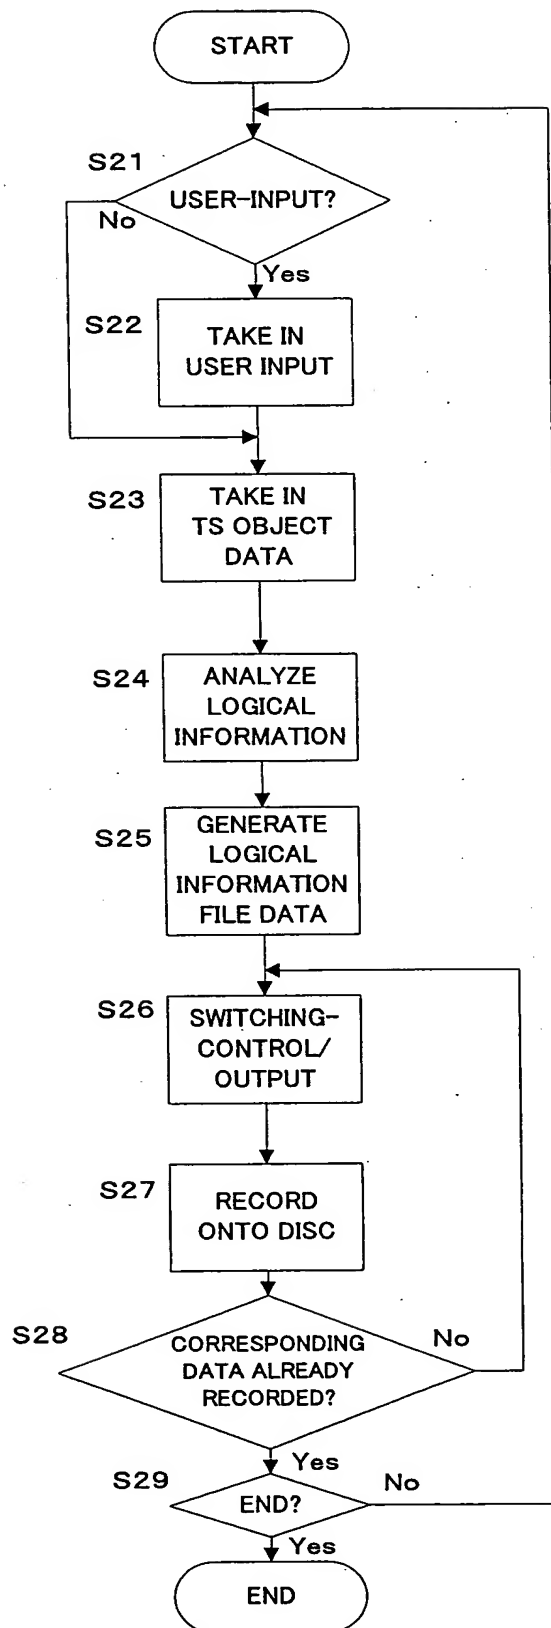 START
S21
USER-INPUT?
No
Yes
S22
TAKE IN
USER INPUT
S23
TAKE IN
TS OBJECT
DATA
S24
ANALYZE
LOGICAL
INFORMATION
S25
GENERATE
LOGICAL
INFORMATION
FILE DATA
S26
SWITCHING-
CONTROL/
OUTPUT
S27
RECORD
ONTO DISC
S28
CORRESPONDING
DATA ALREADY
RECORDED?
No
Yes
S29
END?
No
Yes
END